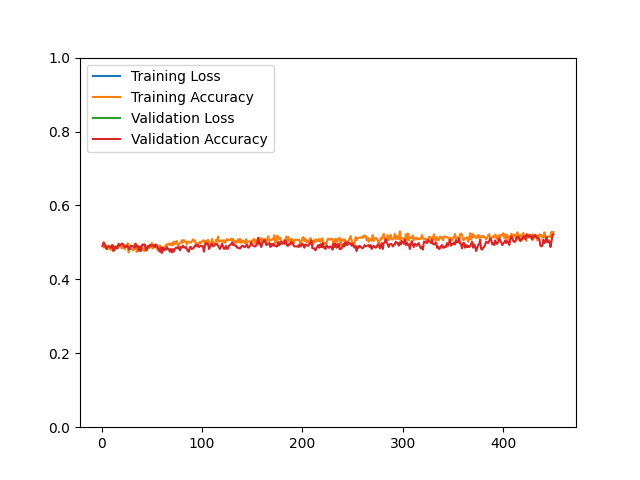 1.0
0.8
0.6
0.4
0.2
0.0
Training Loss
Training Accuracy
Validation Loss
Validation Accuracy
0 100 200 300 400